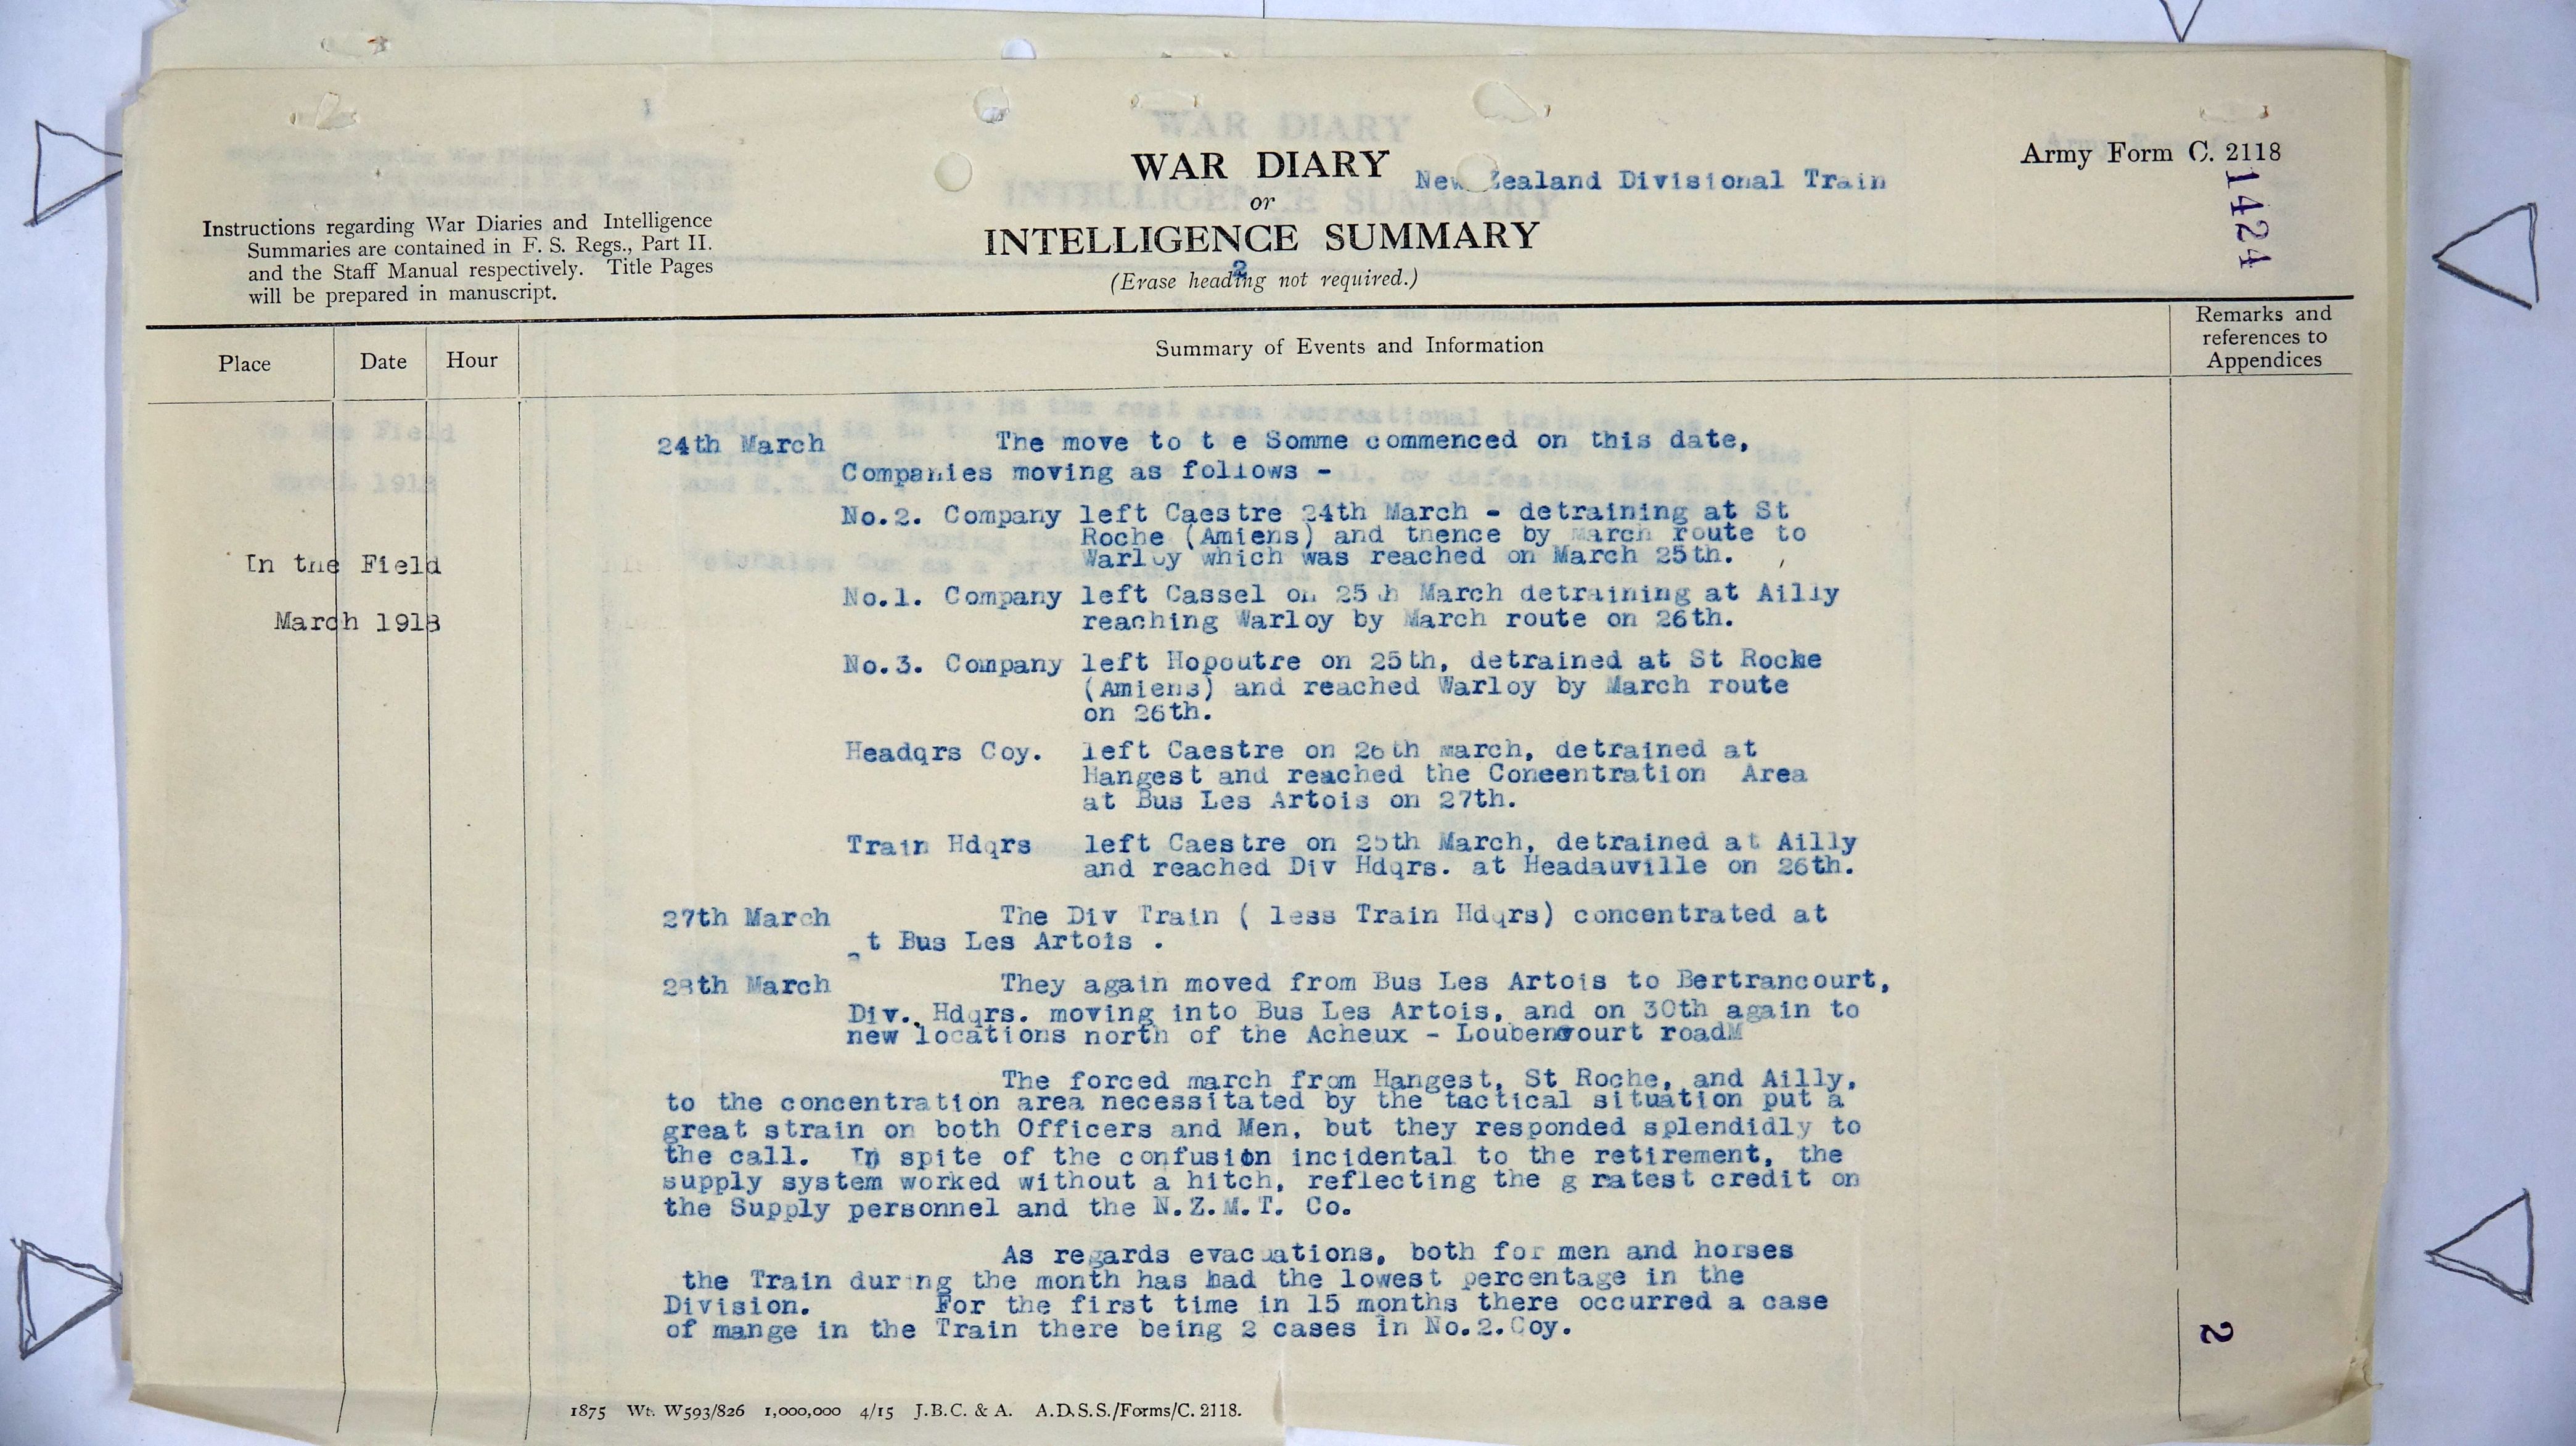 Army Form C. 2118
WAR DIARY
New Zealand Divisional Train
or
INTELLIGENCE SUMMARY
2
(Erase heading not required.)
1424
Instructions regarding War Diaries and Intelligence
Summaries are contained in F. S. Regs., Part II.
and the Staff Manual respectively. Title Pages
will be prepared in manuscript.
Place
Date
Hour
Summary of Events and Information
Remarks and
references to
Appendices
In the Field
March 1918
24th March The move to t e Somme commenced on this date,
Companies moving as follows -
No.2. Company left Caestre 24th March - detraining at St
Roche (Amiens) and thence by march route to
Warloy which was reached on March 25th.
No.1. Company left Cassel on 25 h March detraining at Ailly
reaching Warloy by March route on 26th.
No.3. Company left Hopoutre on 25th, detrained at St Roche
(Amiens) and reached Warloy by March route
on 26th.
Headqrs Coy. left Caestre on 26th march, detrained at
Hangest and reached the Concentration Area
at Bus Les Artois on 27th.
Train Hdqrs left Caestre on 25th March, detrained at Ailly
and reached Div Hdqrs. at Headauville on 26th.
27th March The Div Train ( less Train Hdqrs) concentrated at
at Bus Les Artois .
28th March They again moved from Bus Les Artois to Bertrancourt,
Div.. Hdqrs. moving into Bus Les Artois, and on 30th again to
new locations north of the Acheux - road
The forced march from Hangest, St Roche, and Ailly,
to the concentration area necessitated by the tactical situation put a
great strain on both Officers and Men, but they responded splendidly to
the call. In spite of the confusion incidental to the retirement, the
supply system worked without a hitch, reflecting the g ratest credit on
the Supply personnel and the N.Z.M.T. Co.
As regards evacuations, both for men and horses
the Train during the month has had the lowest percentage in the
Division. For the first time in 15 months there occurred a case
of mange in the Train there being 2 cases in No.2.Coy.
2
1875 Wt. W593/826 1,000,000 4/15 J.B.C. & A. A.D.S.S./Forms/C. 2118.